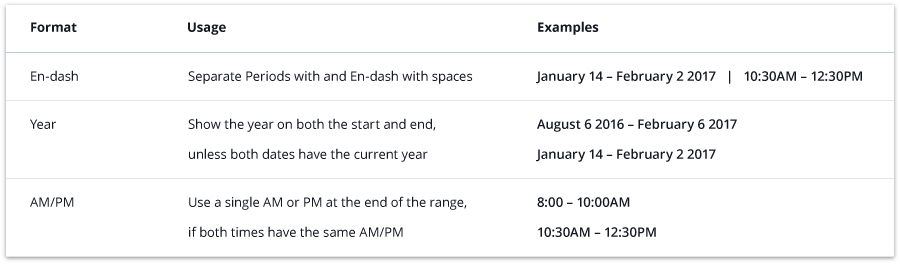 Format Usage Examples
En-dash Separate Periods with and En-dash with spaces January 14 – February 2 2017 | 10:30AM – 12:30PM
Year Show the year on both the start and end, August 6 2016 – February 6 2017
unless both dates have the current year January 14 – February 2 2017
AM/PM Use a single AM or PM at the end of the range, 8:00 – 10:00AM
if both times have the same AM/PM 10:30AM – 12:30PM